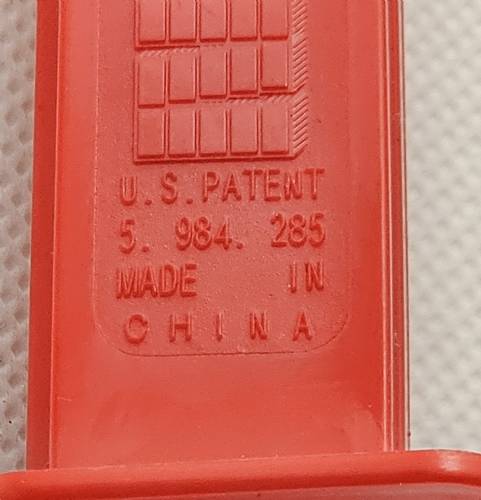 U.S. PATENT
5. 984. 285
MADE IN
CHINA